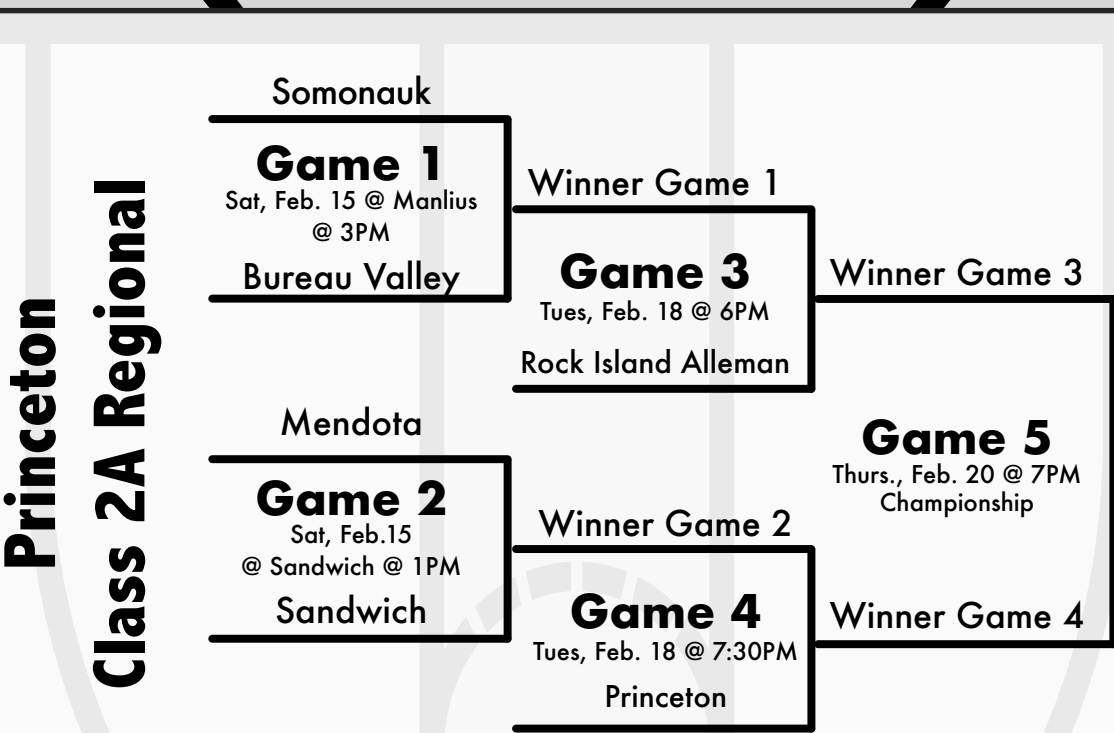 Princeton
Class 2A Regional
Somonauk
Game 1
Sat, Feb. 15 @ Manlius
@ 3PM
Bureau Valley
Mendota
Game 2
Sat, Feb.15
@ Sandwich @ 1PM
Sandwich
Winner Game 1
Game 3
Tues, Feb. 18 @ 6PM
Rock Island Alleman
Winner Game 2
Game 4
Tues, Feb. 18 @ 7:30PM
Princeton
Winner Game 3
Game 5
Thurs., Feb. 20 @ 7PM
Championship
Winner Game 4